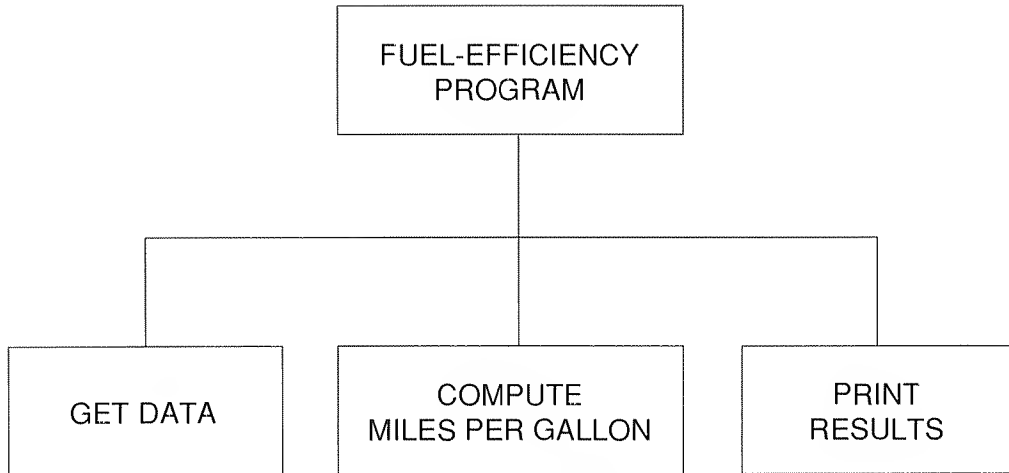 FUEL-EFFICIENCY
PROGRAM
GET DATA
COMPUTE
MILES PER GALLON
PRINT
RESULTS